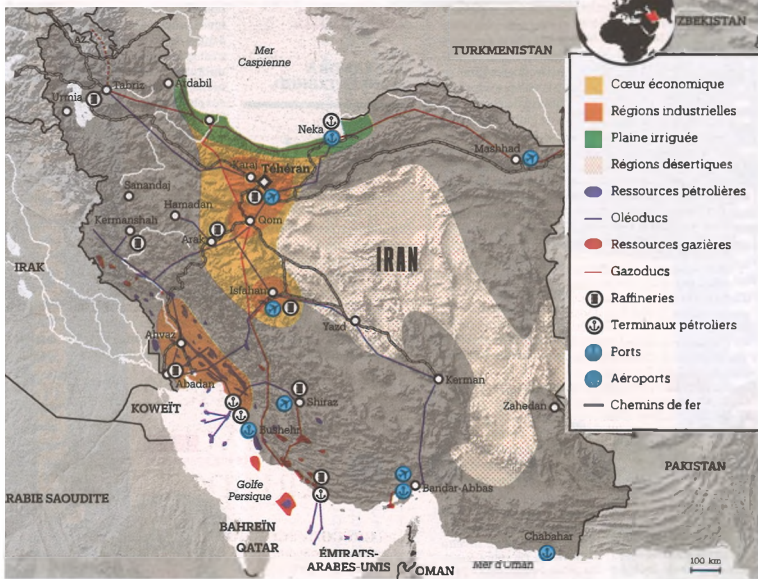 UZBEKISTAN
TURKMENISTAN
Mer
Caspienne
Az.
Tabriz
Ardabil
Urmia
Neka
Mashhad
Karaj
Téhéran
Sanandaj
Hamadan
Kermanshah
Qom
Arak
IRAN
IRAK
Isfahan
Yazd
Ahvaz
Abadan
Kerman
KOWEÏT
Shiraz
Zahedan
Bushehr
PAKISTAN
Golfe
Persique
RABIE SAOUDITE
Bandar-Abbas
BAHREÏN
QATAR
Chabahar
ÉMIRATS-
ARABES-UNIS
OMAN
Mer d'Oman
100 km
Cœur économique
Régions industrielles
Plaine irriguée
Régions désertiques
Ressources pétrolières
Oléoducs
Ressources gazières
Gazoducs
Raffineries
Terminaux pétroliers
Ports
Aéroports
Chemins de fer